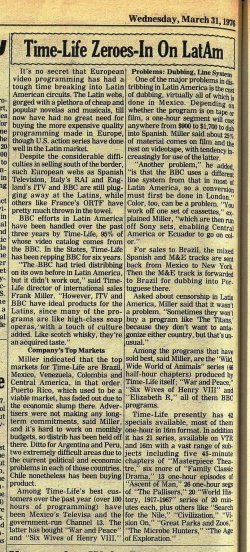 Wednesday, March 31, 1976
Time-Life Zeroes-In On LatAm
It's no secret that European
video programming has had a
tough time breaking into Latin
American circuits. The Latin webs,
gorged with a plethora of cheap and
popular novelas and musicals, till
now have had no great need for
buying the more expensive quality
programming made in Europe,
though U.S. action series have done
well in the Latin market.
Despite the considerable diffi-
culties in selling south of the border,
such European webs as Spanish
Television, Italy's RAI and Eng-
land's ITV and BBC are still plug-
ging away at the Latins, while
others like France's ORTF have
pretty much thrown in the towel.
BBC efforts in Latin America
have been handled over the past
three years by Time-Life, 95% of
whose video catalog comes from
the BBC. In the States, Time-Life
has been repping BBC for six years.
"The BBC had tried distribbing
on its own before in Latin America,
but it didn't work out," said Time-
Life director of international sales
Frank Miller. "However, ITV and
BBC have ideal products for the
Latins, since many of the pro-
grams are like high-class soap
operas, with a touch of culture
added. Like scotch whisky, they're
an acquired taste."
Company's Top Markets
Miller indicated that the top
markets for Time-Life are Brazil,
Mexico, Venezuela, Colombia and
Central America, in that order.
Puerto Rico, which used to be a
viable market, has faded out due to
the economic slump there. Adver-
tisers were not making any long-
term commitments, said Miller,
and it's hard to work on monthly
budgets, so distrib has been held off
there. Ditto for Argentina and Peru,
two extremely difficult areas due to
the current political and economic
problems in each of those countries.
Chile nonetheless has been buying
product.
Among Time-Life's best cus-
tomers over the past year (over 100
hours of programming) have
been Mexico's Televisa and the
government-run Channel 13. The
latter has bought "War and Peace"
and "Six Wives of Henry VIII."
Problems: Dubbing, Line System
One of the major problems in dis-
tribbing in Latin America is the cost
of dubbing, virtually all of which is
done in Mexico. Depending on
whether the program is on tape or
film, a one-hour segment will cost
anywhere from $900 to $1,700 to dub
into Spanish. Miller said about 25%
of material comes on film and the
rest on videotape, with tendency in-
creasingly for use of the latter.
"Another problem," he added,
"is that the BBC uses a different
line system from that in most of
Latin America, so a conversion
must first be done in London."
Color, too, can be a problem. "You
work off one set of cassettes," ex-
plained Miller, "which are then run
off Sony sets, enabling Central
America or Ecuador to go on col-
or."
For sales to Brazil, the mixed
Spanish and M&E tracks are sent
back from Mexico to New York.
Then the M&E track is forwarded
to Brazil for dubbing into Por-
tuguese there.
Asked about censorship in Latin
America, Miller said that it wasn't
a problem. "Sometimes they won't
buy a program like 'The Titans,'
because they don't want to anta-
gonize either country, but that's un-
usual."
Among the programs that have
sold best, said Miller, are the "Wild,
Wide World of Animals" series (41
half-hour chapters) produced by
Time-Life itself; "War and Peace,"
"Six Wives of Henry VIII" and
"Elizabeth R," all of them BBC
programs.
Time-Life presently has 42
specials available, most of them
one-hour in 16m format. In addition
it has 21 series, available on VTR
and 16m with a vast range of sub-
jects including five 45-minute
chapters of "Masterpiece Thea-
tre," six more of "Family Classic
Drama," 13 one-hour episodes of
"Ascent of Man," 26 one-hour segs
of "The Pallisers," 20 "World His-
tory, 1917-1967" series of 20 min-
utes each, plus others like "Search
for the Nile," "Civilization," "Vi-
sion On," "Great Parks and Zoos,"
"The Microbe Hunters," "The Age
of Exploration."